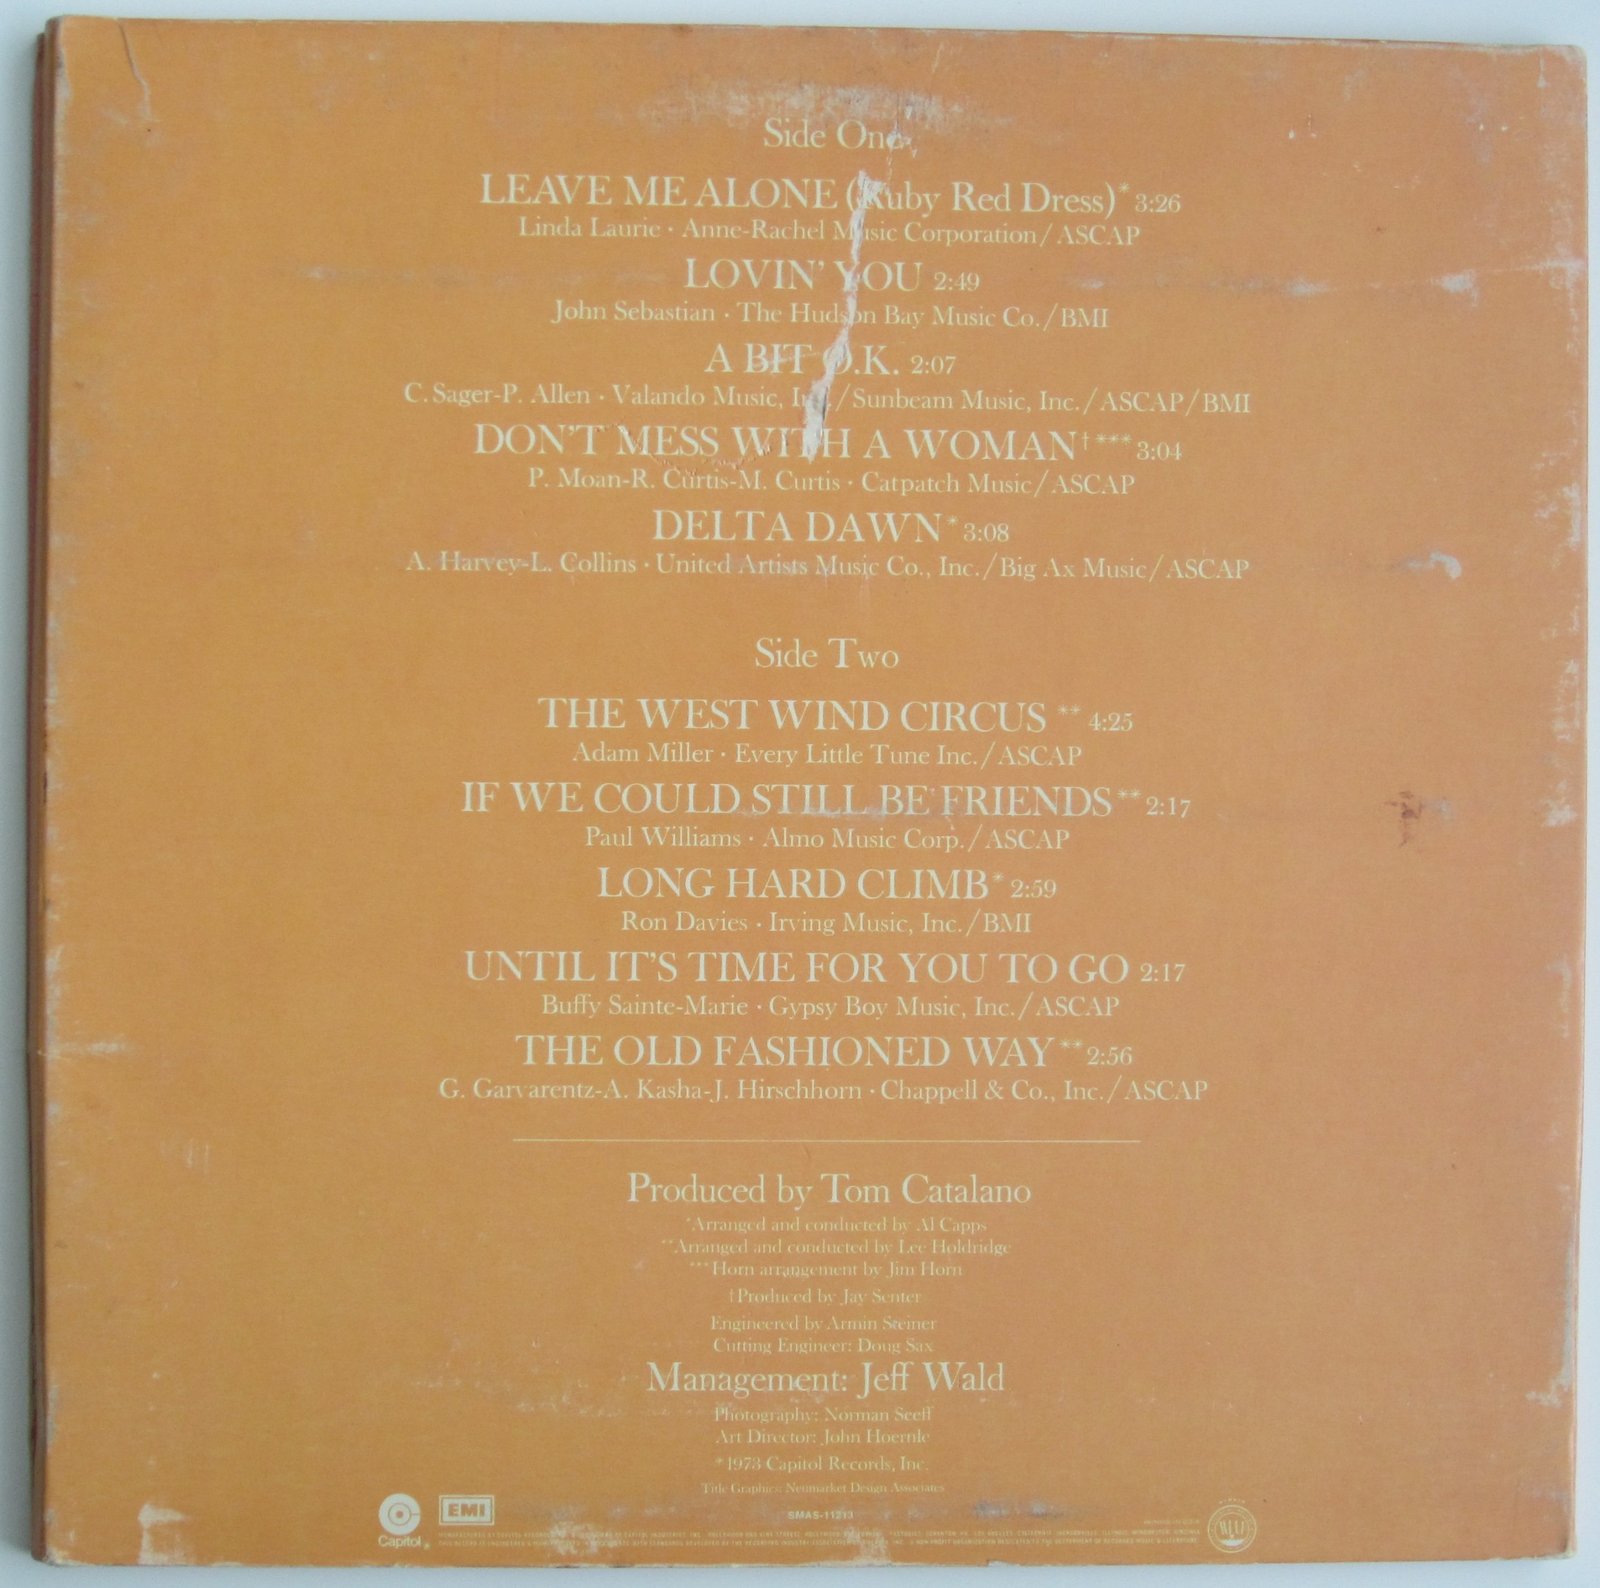 Side One
LEAVE ME ALONE (Ruby Red Dress)* 3:26
Linda Laurie · Anne-Rachel Music Corporation/ASCAP
LOVIN' YOU 2:49
John Sebastian · The Hudson Bay Music Co./BMI
A BIT O.K. 2:07
C. Sager-P. Allen · Valando Music, Inc./Sunbeam Music, Inc./ASCAP/BMI
DON'T MESS WITH A WOMAN†*** 3:04
P. Moan-R. Curtis-M. Curtis · Catpatch Music/ASCAP
DELTA DAWN* 3:08
A. Harvey-L. Collins · United Artists Music Co., Inc./Big Ax Music/ASCAP
Side Two
THE WEST WIND CIRCUS ** 4:25
Adam Miller · Every Little Tune Inc./ASCAP
IF WE COULD STILL BE FRIENDS** 2:17
Paul Williams · Almo Music Corp./ASCAP
LONG HARD CLIMB* 2:59
Ron Davies · Irving Music, Inc./BMI
UNTIL IT'S TIME FOR YOU TO GO 2:17
Buffy Sainte-Marie · Gypsy Boy Music, Inc./ASCAP
THE OLD FASHIONED WAY** 2:56
G. Garvarentz-A. Kasha-J. Hirschhorn · Chappell & Co., Inc./ASCAP
Produced by Tom Catalano
*Arranged and conducted by Al Capps
**Arranged and conducted by Lee Holdridge
***Horn arrangement by Jim Horn
†Produced by Jay Senter
Engineered by Armin Steiner
Cutting Engineer: Doug Sax
Management: Jeff Wald
Photography: Norman Seeff
Art Director: John Hoernle
*1973 Capitol Records, Inc.
Title Graphics: Neumarket Design Associates
Capitol®
EMI
SMAS-11213